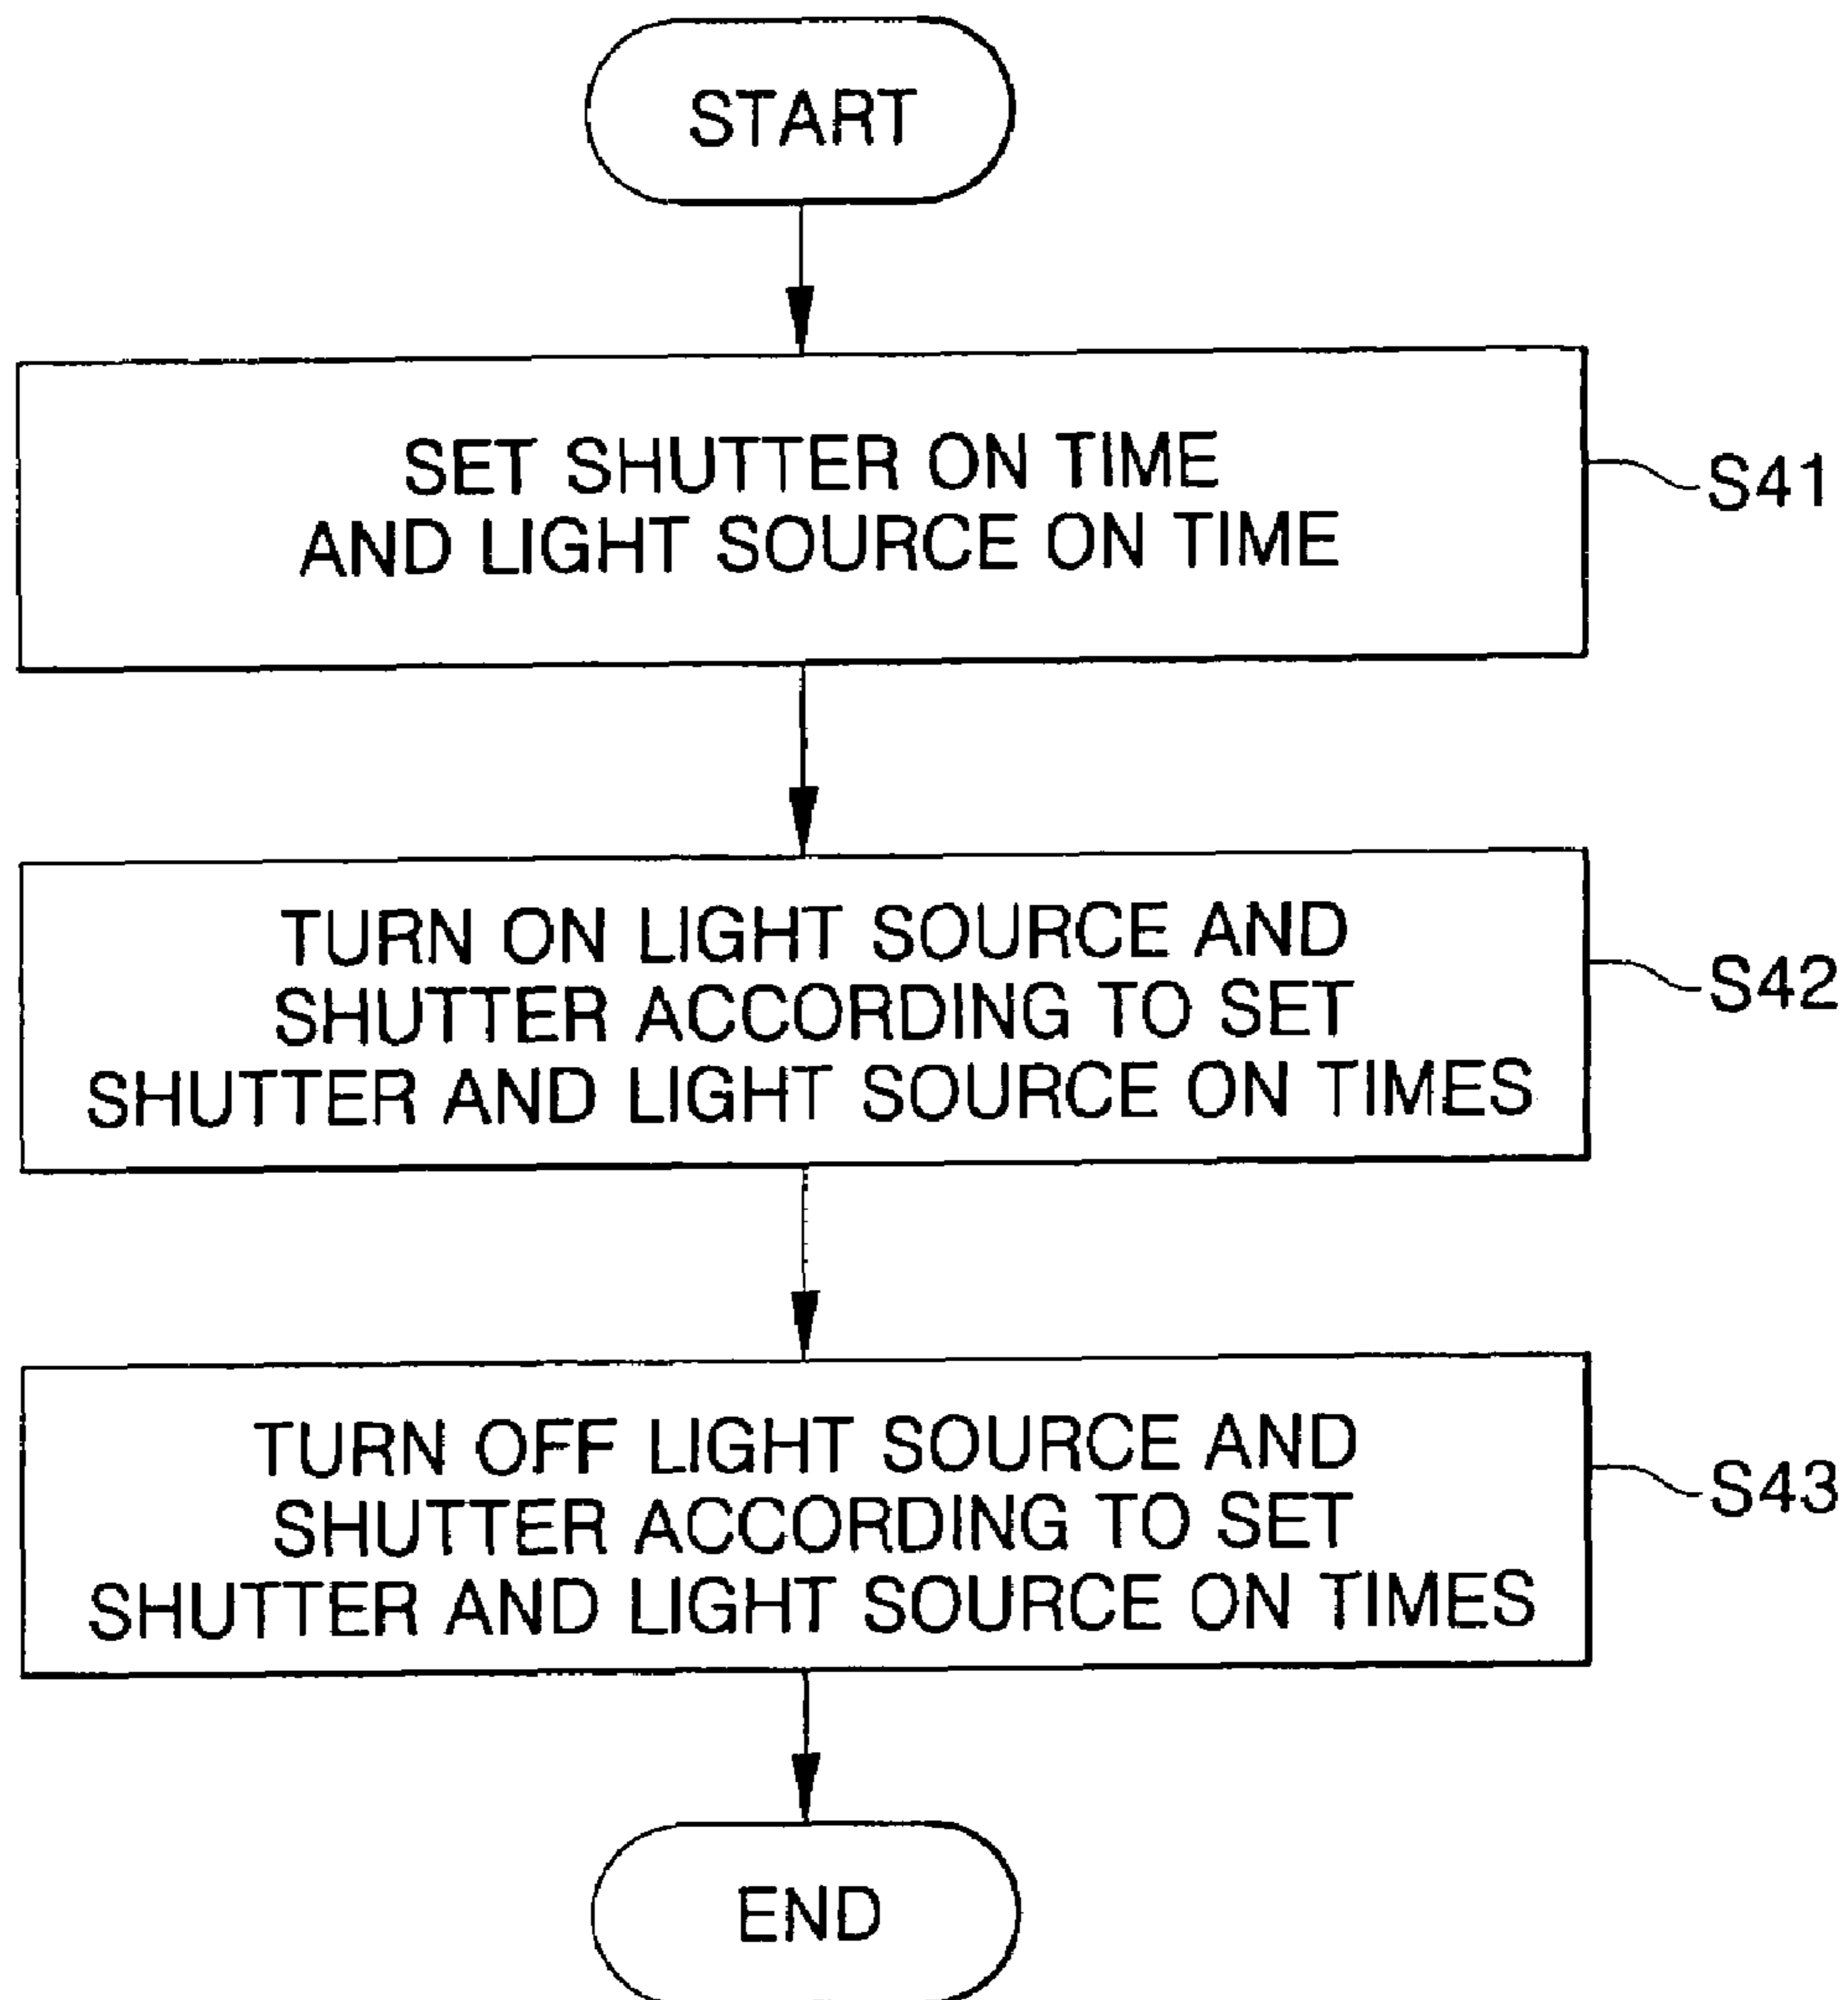 START
SET SHUTTER ON TIME
AND LIGHT SOURCE ON TIME
S41
TURN ON LIGHT SOURCE AND
SHUTTER ACCORDING TO SET
SHUTTER AND LIGHT SOURCE ON TIMES
S42
TURN OFF LIGHT SOURCE AND
SHUTTER ACCORDING TO SET
SHUTTER AND LIGHT SOURCE ON TIMES
S43
END